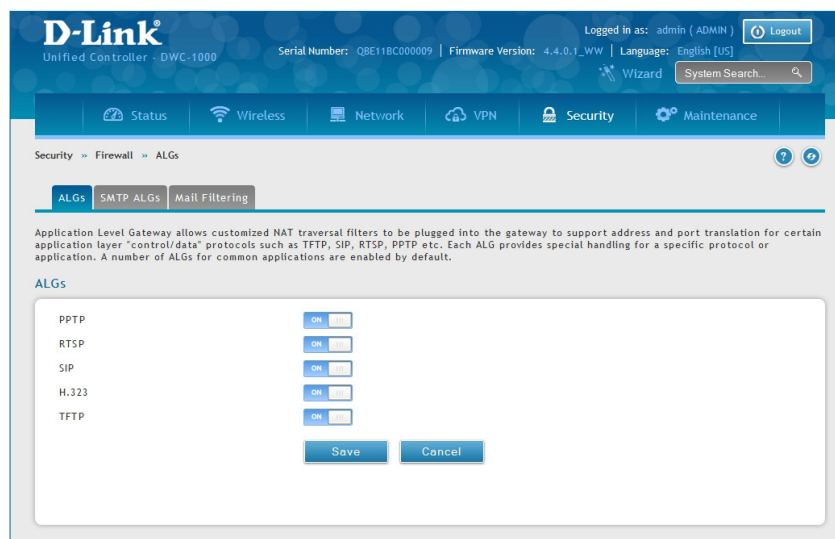 D-Link®
Unified Controller - DWC-1000
Logged in as: admin ( ADMIN )
Logout
Serial Number: QBE11BC000009 | Firmware Version: 4.4.0.1_WW | Language: English [US]
Wizard
System Search...
Status
Wireless
Network
VPN
Security
Maintenance
Security » Firewall » ALGs
?
ALGs
SMTP ALGs
Mail Filtering
Application Level Gateway allows customized NAT traversal filters to be plugged into the gateway to support address and port translation for certain
application layer "control/data" protocols such as TFTP, SIP, RTSP, PPTP etc. Each ALG provides special handling for a specific protocol or
application. A number of ALGs for common applications are enabled by default.
ALGs
PPTP ON
RTSP ON
SIP ON
H.323 ON
TFTP ON
Save
Cancel